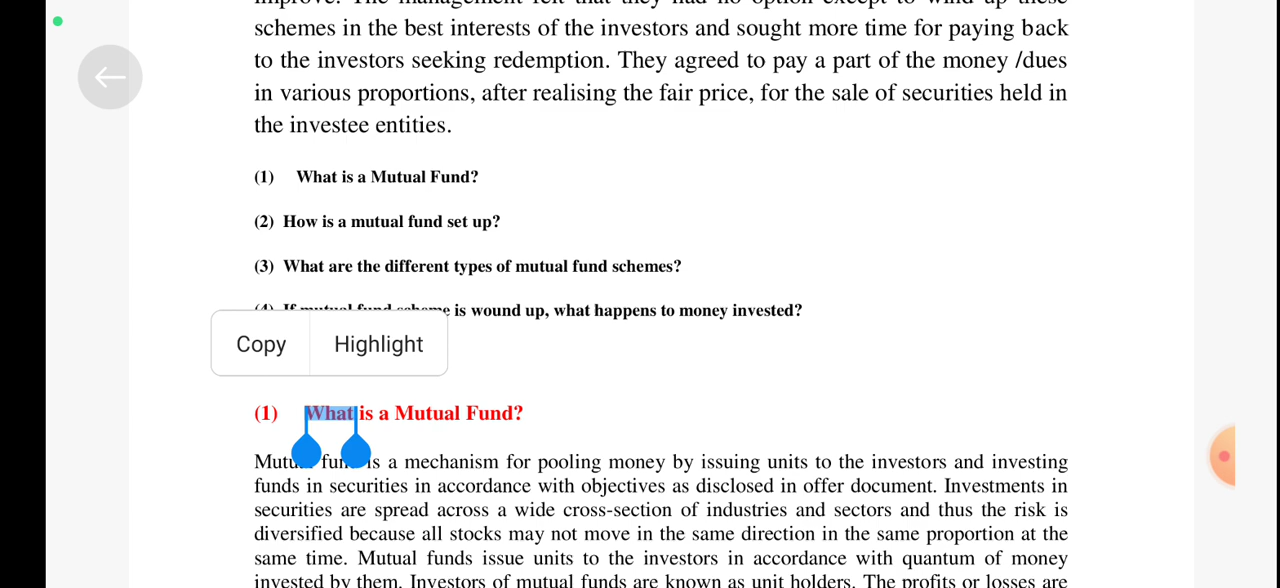 schemes in the best interests of the investors and sought more time for paying back
to the investors seeking redemption. They agreed to pay a part of the money /dues
in various proportions, after realising the fair price, for the sale of securities held in
the investee entities.
(1) What is a Mutual Fund?
(2) How is a mutual fund set up?
(3) What are the different types of mutual fund schemes?
(4) If mutual fund scheme is wound up, what happens to money invested?
Copy Highlight
(1) What is a Mutual Fund?
Mutual fund is a mechanism for pooling money by issuing units to the investors and investing
funds in securities in accordance with objectives as disclosed in offer document. Investments in
securities are spread across a wide cross-section of industries and sectors and thus the risk is
diversified because all stocks may not move in the same direction in the same proportion at the
same time. Mutual funds issue units to the investors in accordance with quantum of money
invested by them. Investors of mutual funds are known as unit holders. The profits or losses are